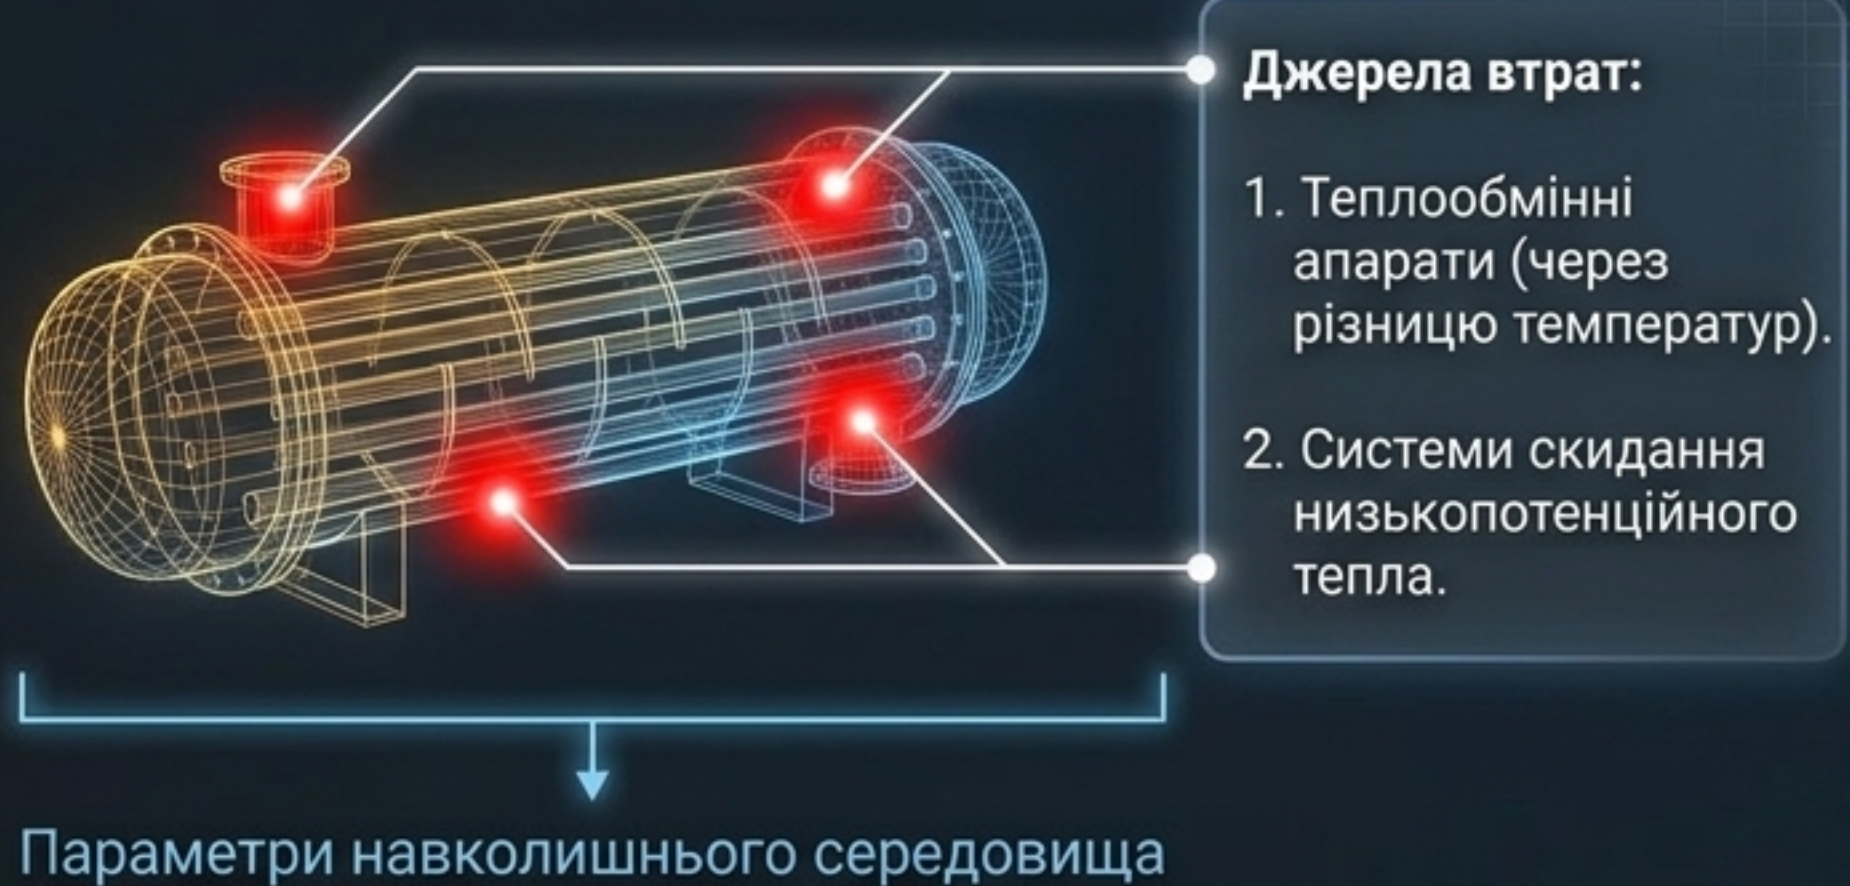 Джерела втрат:
1. Теплообмінні
апарати (через
різницю температур).
2. Системи скидання
низькопотенційного
тепла.
Параметри навколишнього середовища